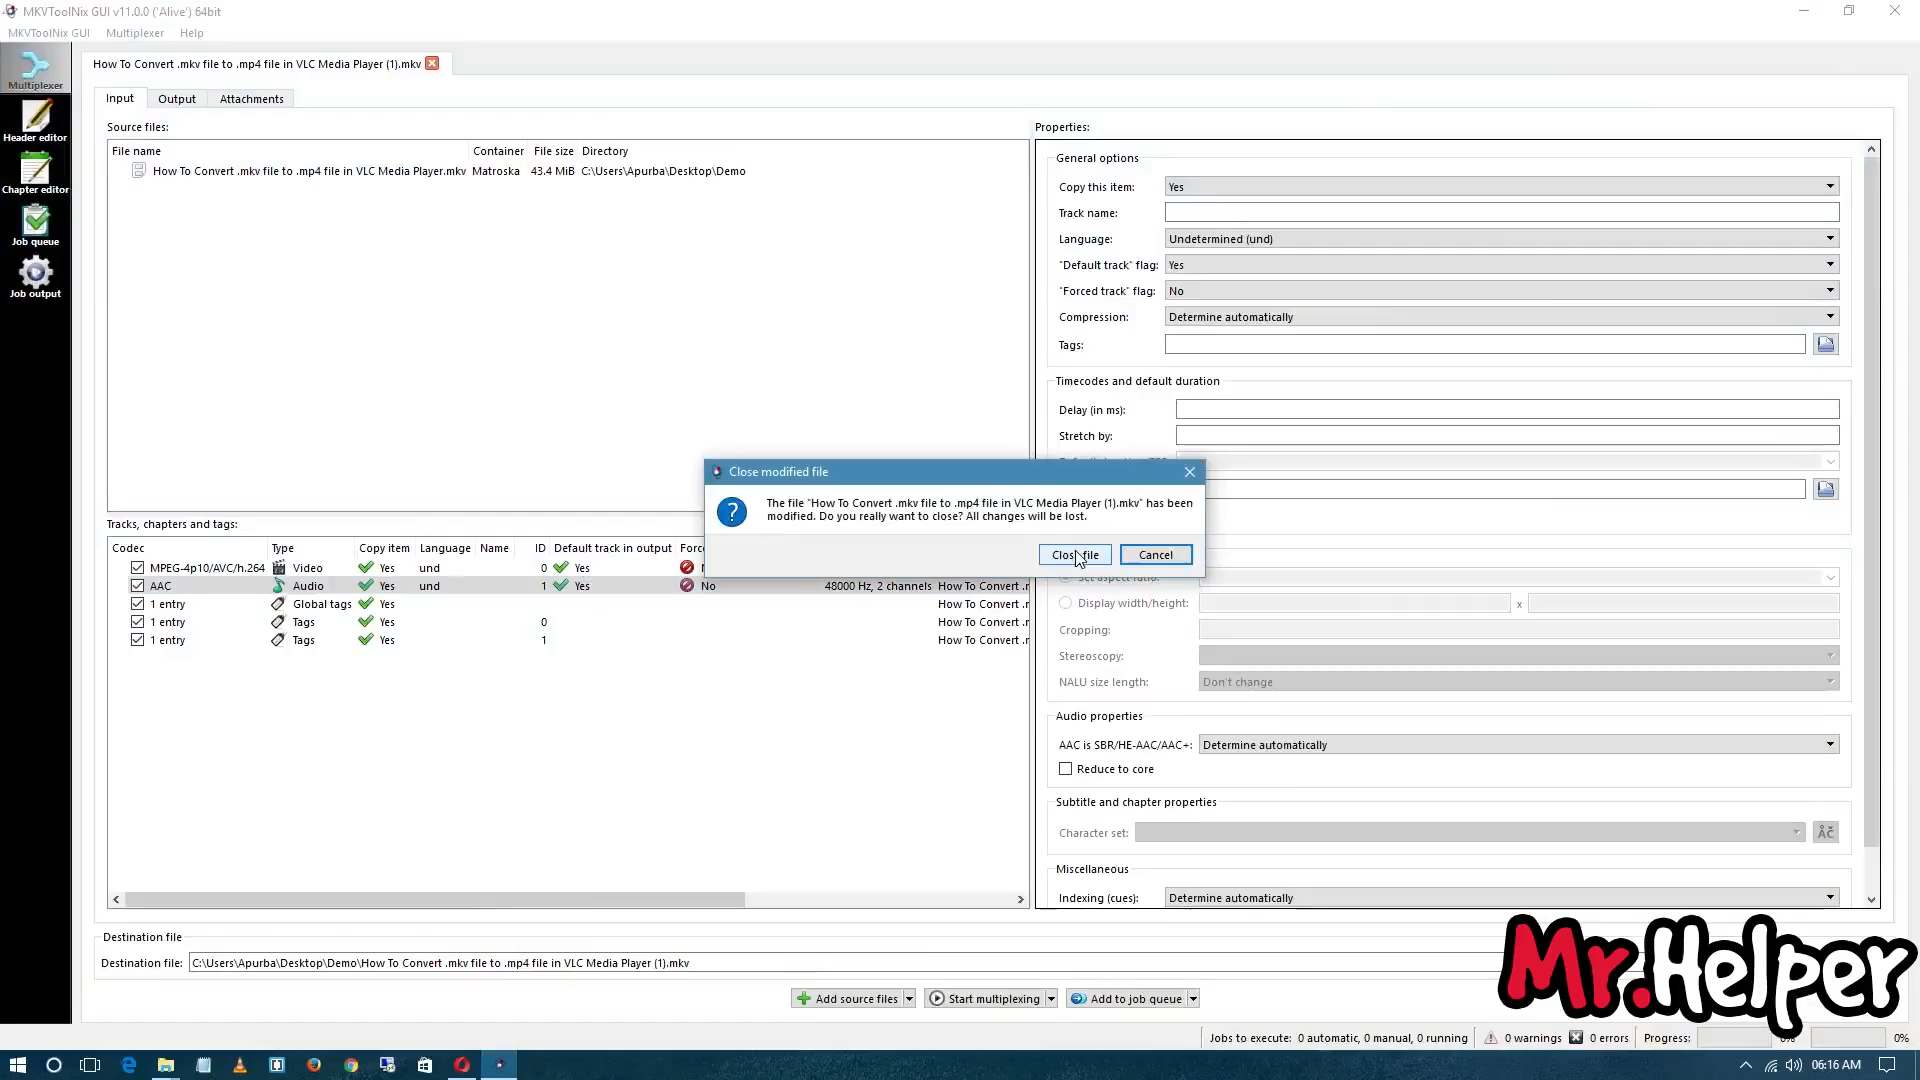 MKVToolNix GUI v11.0.0 ('Alive') 64bit
MKVToolNix GUI Multiplexer Help
Multiplexer
Header editor
Chapter editor
Job queue
Job output
How To Convert .mkv file to .mp4 file in VLC Media Player (1).mkv
Input Output Attachments
Source files:
File name Container File size Directory
How To Convert .mkv file to .mp4 file in VLC Media Player.mkv Matroska 43.4 MiB C:\Users\Apurba\Desktop\Demo
Tracks, chapters and tags:
Codec Type Copy item Language Name ID Default track in output Forc
MPEG-4p10/AVC/h.264 Video Yes und 0 Yes
AAC Audio Yes und 1 Yes No 48000 Hz, 2 channels How To Convert .r
1 entry Global tags Yes How To Convert .r
1 entry Tags Yes 0 How To Convert .r
1 entry Tags Yes 1 How To Convert .r
Properties:
General options
Copy this item: Yes
Track name:
Language: Undetermined (und)
"Default track" flag: Yes
"Forced track" flag: No
Compression: Determine automatically
Tags:
Timecodes and default duration
Delay (in ms):
Stretch by:
Close modified file
The file "How To Convert .mkv file to .mp4 file in VLC Media Player (1).mkv" has been
modified. Do you really want to close? All changes will be lost.
Close file Cancel
Set aspect ratio:
Display width/height: x
Cropping:
Stereoscopy:
NALU size length: Don't change
Audio properties
AAC is SBR/HE-AAC/AAC+: Determine automatically
Reduce to core
Subtitle and chapter properties
Character set:
Miscellaneous
Indexing (cues): Determine automatically
Destination file
Destination file: C:\Users\Apurba\Desktop\Demo\How To Convert .mkv file to .mp4 file in VLC Media Player (1).mkv
Add source files Start multiplexing Add to job queue
Mr.Helper
Jobs to execute: 0 automatic, 0 manual, 0 running 0 warnings 0 errors Progress: 0% 0%
06:16 AM